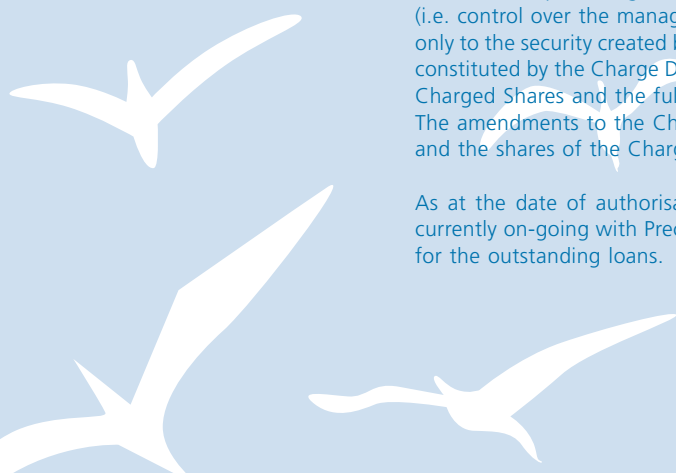 (i.e. control over the manag
only to the security created b
constituted by the Charge D
Charged Shares and the ful
The amendments to the Ch
and the shares of the Charg
As at the date of authorisa
currently on-going with Pred
for the outstanding loans.